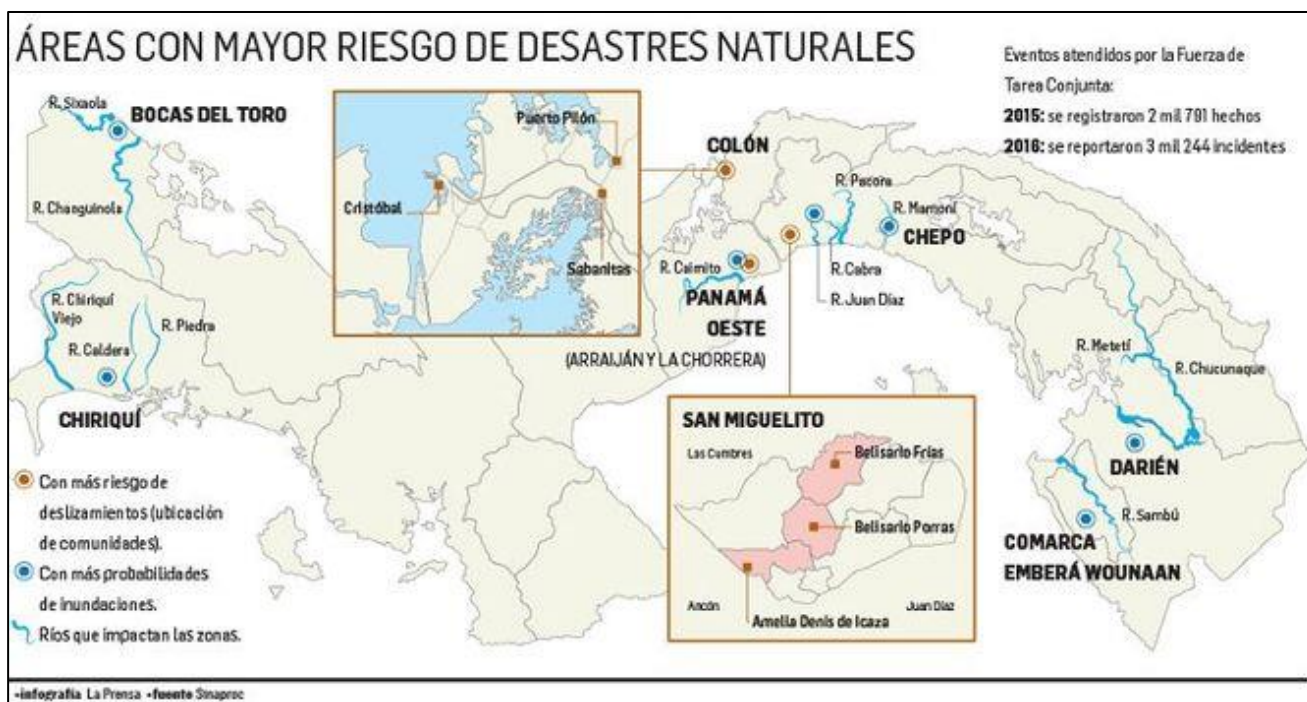 ÁREAS CON MAYOR RIESGO DE DESASTRES NATURALES
Eventos atendidos por la Fuerza de
Tarea Conjunta:
2015: se registraron 2 mil 791 hechos
2016: se reportaron 3 mil 244 incidentes
R. Sixaola
BOCAS DEL TORO
R. Changuinola
R. Chiriquí
Viejo
R. Piedra
R. Caldera
CHIRIQUÍ
Puerto Pilón
Cristóbal
Sabanitas
COLÓN
R. Pacora
R. Mamoní
CHEPO
R. Cabra
R. Juan Díaz
R. Caimito
PANAMÁ
OESTE
(ARRAIJÁN Y LA CHORRERA)
R. Metetí
R. Chucunaque
DARIÉN
R. Sambú
COMARCA
EMBERÁ WOUNAAN
SAN MIGUELITO
Las Cumbres
Belisario Frías
Belisario Porras
Ancón
Juan Díaz
Amelia Denis de Icaza
Con más riesgo de
deslizamientos (ubicación
de comunidades).
Con más probabilidades
de inundaciones.
Ríos que impactan las zonas.
•infografía La Prensa •fuente Sinaproc